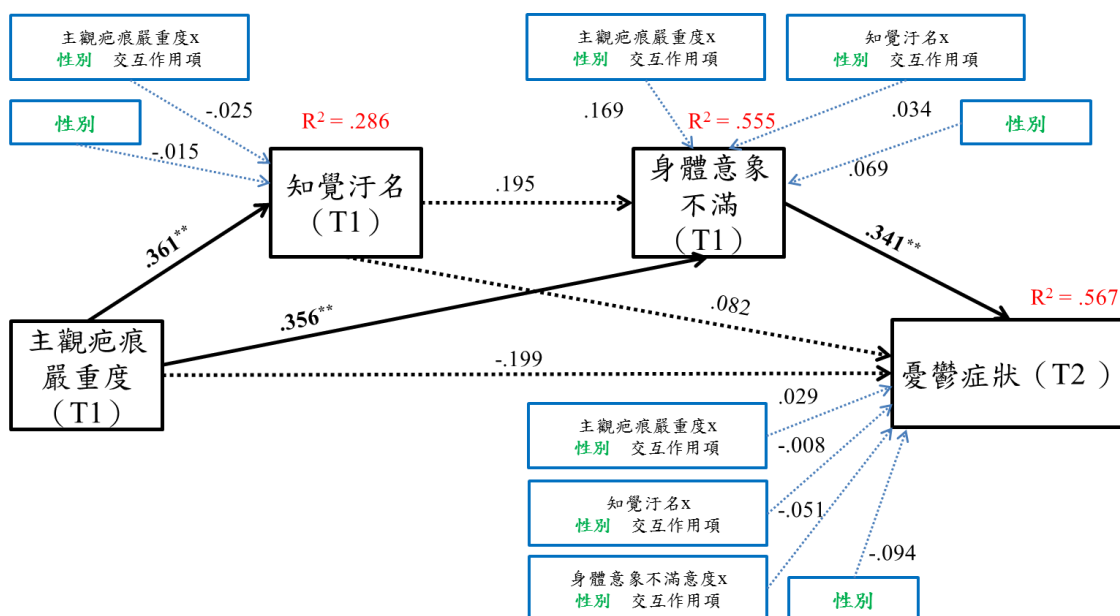 主觀疤痕嚴重度x
性別 交互作用項
主觀疤痕嚴重度x
性別 交互作用項
知覺汙名x
性別 交互作用項
-.025
.169
.034
性別
R² = .286
R² = .555
性別
-.015
.069
知覺汙名
(T1)
.195
身體意象
不滿
(T1)
.361**
.341**
.356**
.082
R² = .567
主觀疤痕
嚴重度
(T1)
-.199
憂鬱症狀(T2 )
.029
主觀疤痕嚴重度x
性別 交互作用項
-.008
知覺汙名x
性別 交互作用項
-.051
-.094
身體意象不滿意度x
性別 交互作用項
性別